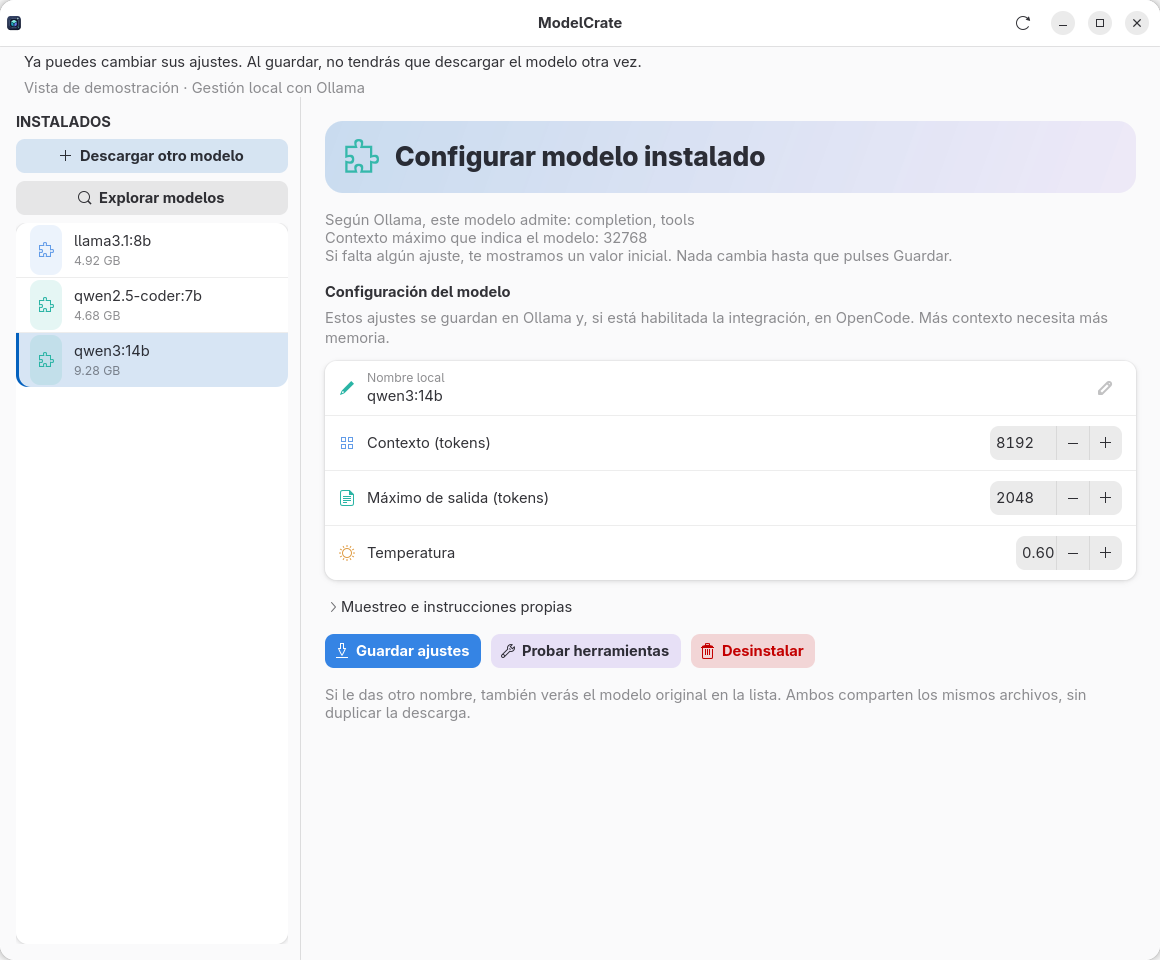 ModelCrate
Ya puedes cambiar sus ajustes. Al guardar, no tendrás que descargar el modelo otra vez.
Vista de demostración · Gestión local con Ollama
INSTALADOS
Descargar otro modelo
Explorar modelos
llama3.1:8b
4.92 GB
qwen2.5-coder:7b
4.68 GB
qwen3:14b
9.28 GB
Configurar modelo instalado
Según Ollama, este modelo admite: completion, tools
Contexto máximo que indica el modelo: 32768
Si falta algún ajuste, te mostramos un valor inicial. Nada cambia hasta que pulses Guardar.
Configuración del modelo
Estos ajustes se guardan en Ollama y, si está habilitada la integración, en OpenCode. Más contexto necesita más
memoria.
Nombre local
qwen3:14b
Contexto (tokens) 8192
Máximo de salida (tokens) 2048
Temperatura 0.60
Muestreo e instrucciones propias
Guardar ajustes Probar herramientas Desinstalar
Si le das otro nombre, también verás el modelo original en la lista. Ambos comparten los mismos archivos, sin
duplicar la descarga.